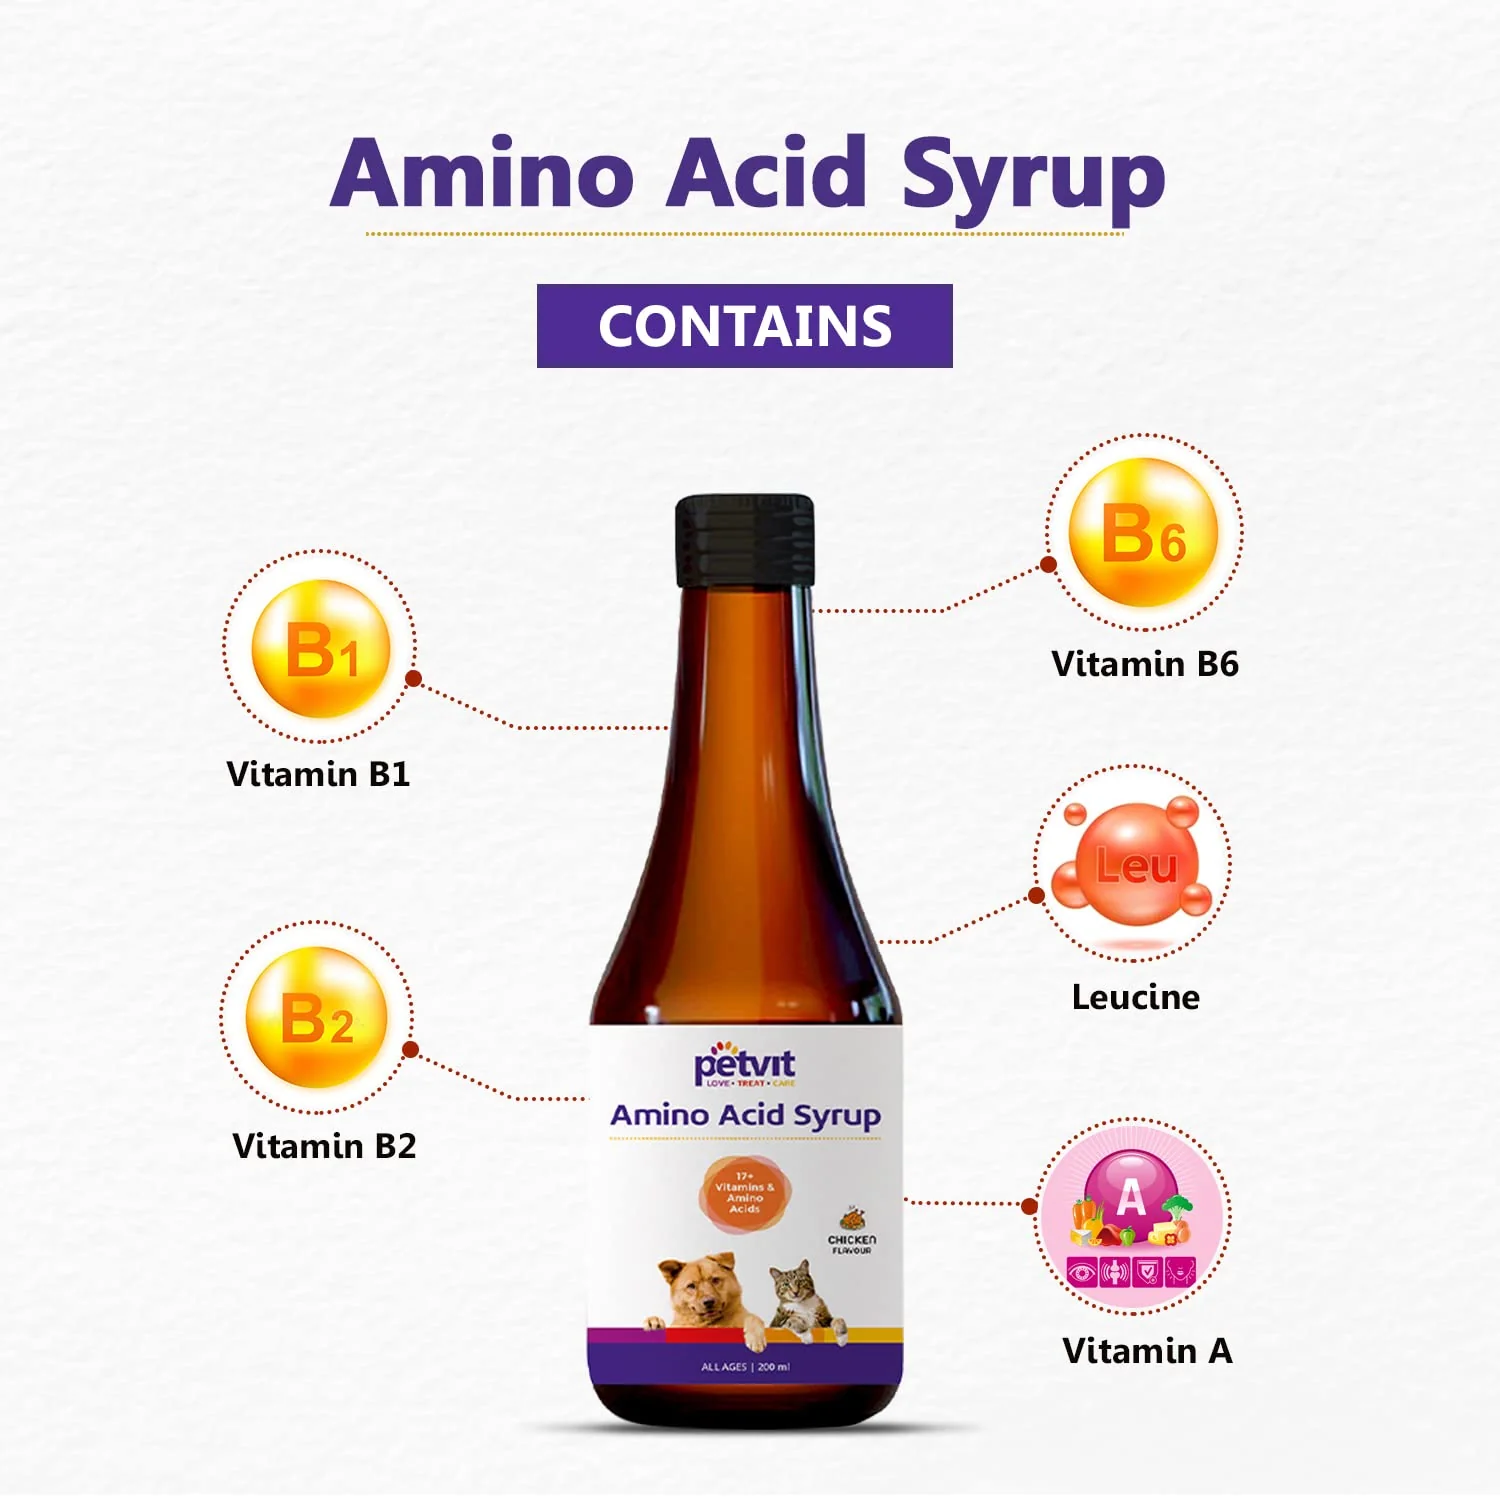 Amino Acid Syrup
CONTAINS
B6
Vitamin B6
B1
Vitamin B1
Leu
Leucine
B2
Vitamin B2
petvit
LOVE • TREAT • CARE
Amino Acid Syrup
17+
Vitamins &
Amino
Acids
CHICKEN
FLAVOUR
ALL AGES | 200 ml
A
Vitamin A